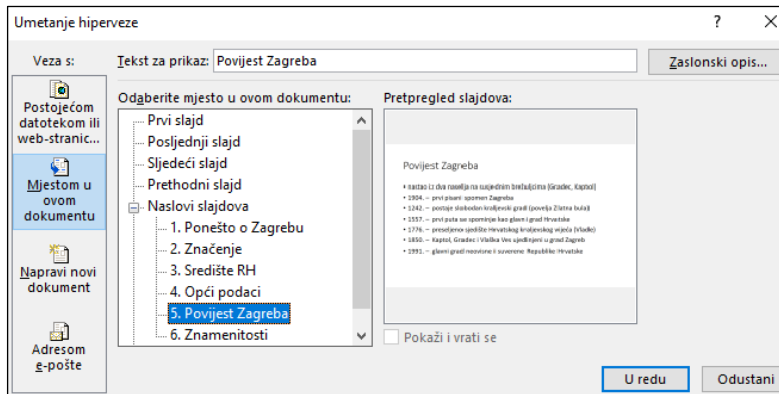 Umetanje hiperveze
?
Veza s:
Tekst za prikaz:
Povijest Zagreba
Zaslonski opis...
Postojećom
datotekom ili
web-stranic...
Mjestom u
ovom
dokumentu
Napravi novi
dokument
Adresom
e-pošte
Odaberite mjesto u ovom dokumentu:
Prvi slajd
Posljednji slajd
Sljedeći slajd
Prethodni slajd
Naslovi slajdova
1. Ponešto o Zagrebu
2. Značenje
3. Središte RH
4. Opći podaci
5. Povijest Zagreba
6. Znamenitosti
Pretpregled slajdova:
Povijest Zagreba
• nastao iz dva naselja na susjednim brežuljcima (Gradec, Kaptol)
• 1904. – prvi pisani spomen Zagreba
• 1242. – postaje slobodan kraljevski grad (povelja Zlatna bula)
• 1557. – prvi puta se spominje kao glavni grad Hrvatske
• 1776. – preseljeno sjedište Hrvatskog kraljevskog vijeća (Vlade)
• 1850. – Kaptol, Gradec i Vlaška Ves ujedinjeni u grad Zagreb
• 1991. – glavni grad neovisne i suverene Republike Hrvatske
Pokaži i vrati se
U redu
Odustani